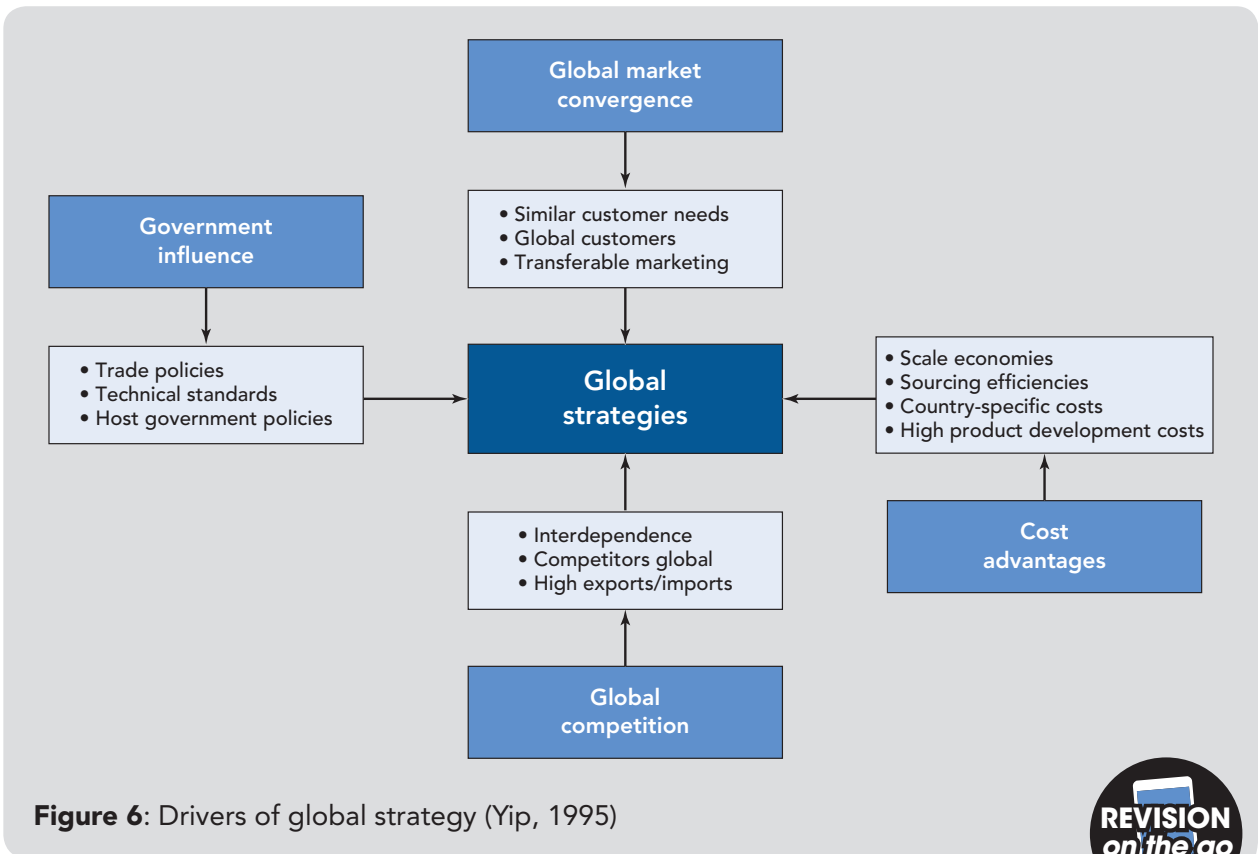 Global market
convergence
• Similar customer needs
• Global customers
• Transferable marketing
Government
influence
• Trade policies
• Technical standards
• Host government policies
Global
strategies
• Scale economies
• Sourcing efficiencies
• Country-specific costs
• High product development costs
Cost
advantages
• Interdependence
• Competitors global
• High exports/imports
Global
competition
Figure 6: Drivers of global strategy (Yip, 1995)
REVISION
on the go